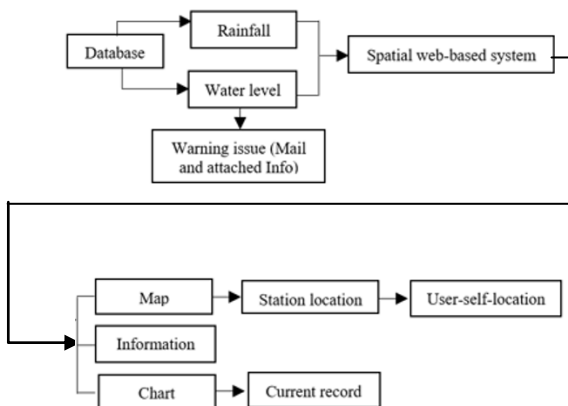 Rainfall
Database
Spatial web-based system
Water level
Warning issue (Mail
and attached Info)
Map
Station location
User-self-location
Information
Chart
Current record